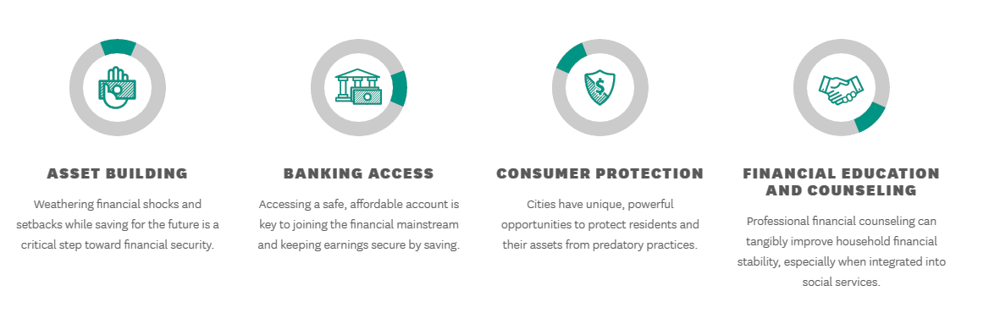 ASSET BUILDING
Weathering financial shocks and
setbacks while saving for the future is a
critical step toward financial security.
BANKING ACCESS
Accessing a safe, affordable account is
key to joining the financial mainstream
and keeping earnings secure by saving.
$
CONSUMER PROTECTION
Cities have unique, powerful
opportunities to protect residents and
their assets from predatory practices.
FINANCIAL EDUCATION
AND COUNSELING
Professional financial counseling can
tangibly improve household financial
stability, especially when integrated into
social services.